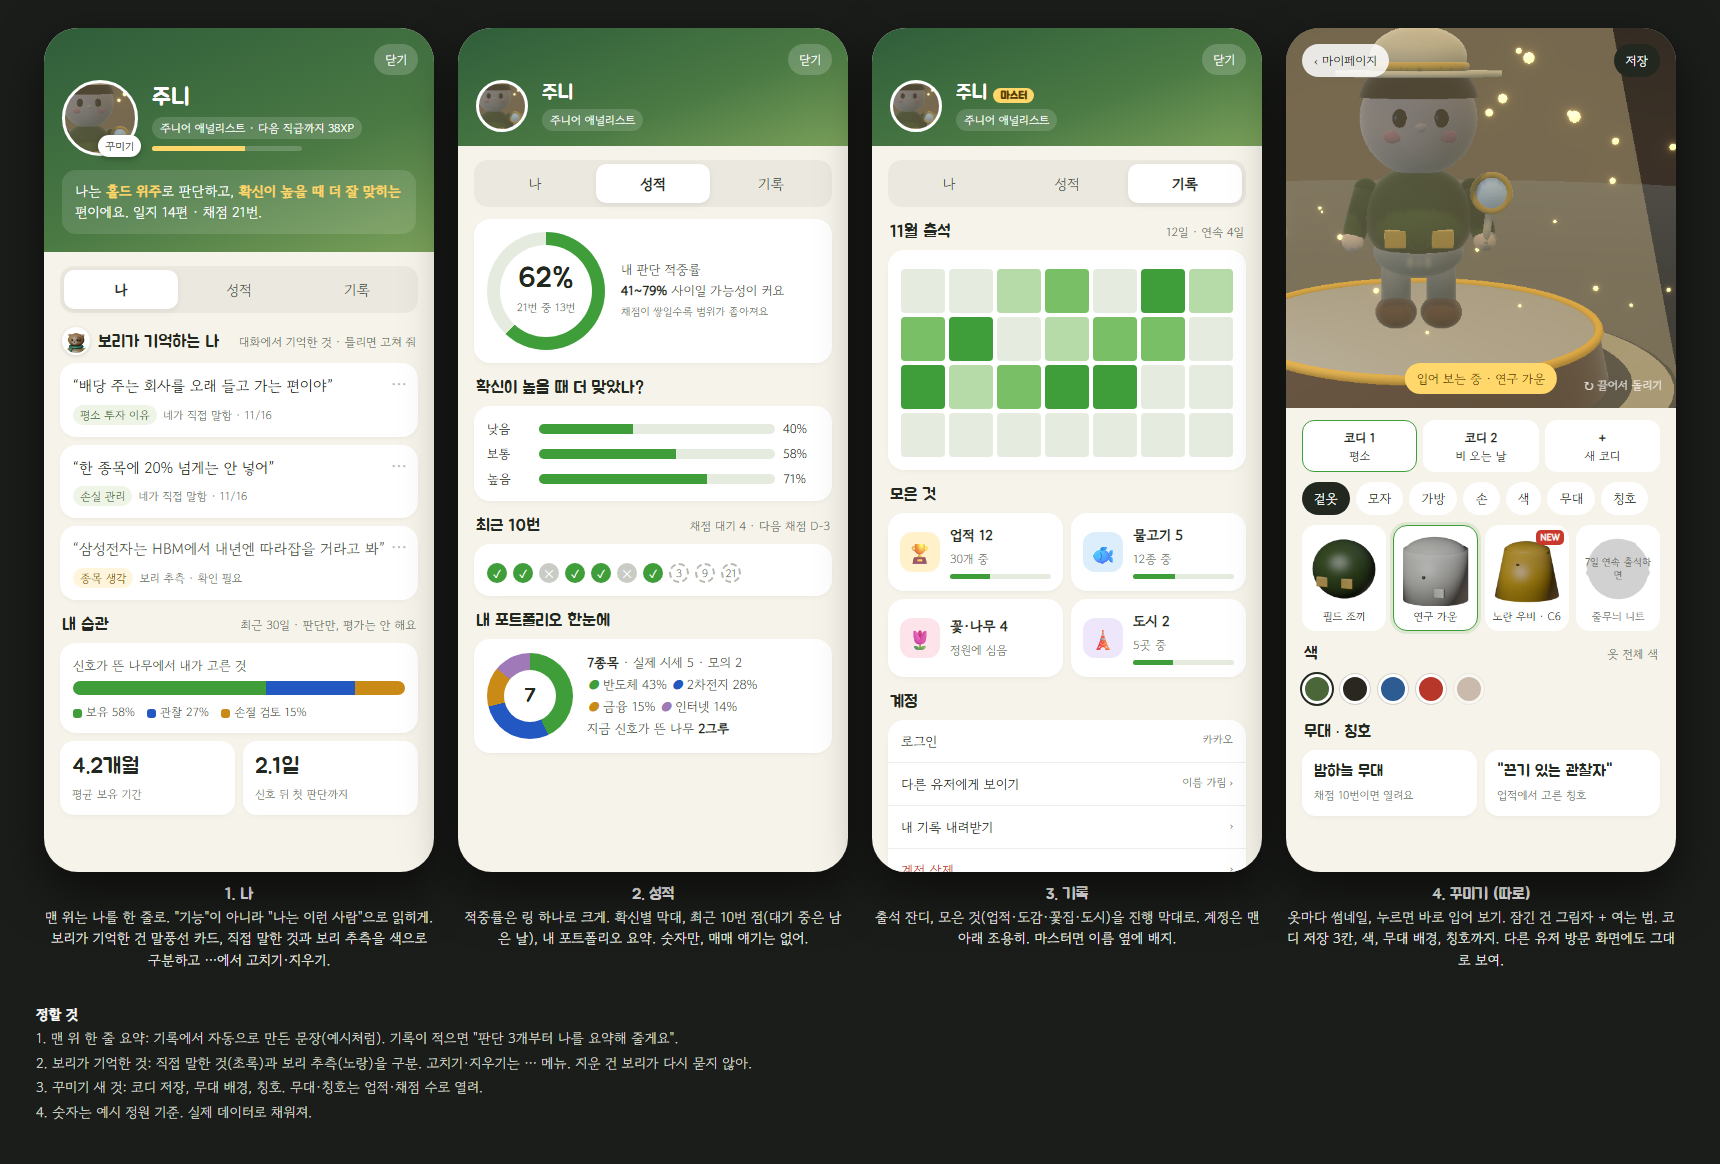 닫기
주니
주니어 애널리스트 · 다음 직급까지 38XP
꾸미기
나는 홀드 위주로 판단하고, 확신이 높을 때 더 잘 맞히는
편이에요. 일지 14편 · 채점 21번.
나
성적
기록
보리가 기억하는 나
대화에서 기억한 것 · 틀리면 고쳐 줘
“배당 주는 회사를 오래 들고 가는 편이야”
평소 투자 이유
네가 직접 말함 · 11/16
“한 종목에 20% 넘게는 안 넣어”
손실 관리
네가 직접 말함 · 11/16
“삼성전자는 HBM에서 내년엔 따라잡을 거라고 봐”
종목 생각
보리 추측 · 확인 필요
내 습관
최근 30일 · 판단만, 평가는 안 해요
신호가 뜬 나무에서 내가 고른 것
보유 58%
관찰 27%
손절 검토 15%
4.2개월
평균 보유 기간
2.1일
신호 뒤 첫 판단까지
1. 나
맨 위는 나를 한 줄로. "기능"이 아니라 "나는 이런 사람"으로 읽히게.
보리가 기억한 건 말풍선 카드, 직접 말한 것과 보리 추측을 색으로
구분하고 ⋯에서 고치기·지우기.
닫기
주니
주니어 애널리스트
나
성적
기록
62%
21번 중 13번
내 판단 적중률
41~79% 사이일 가능성이 커요
채점이 쌓일수록 범위가 좁아져요
확신이 높을 때 더 맞았나?
낮음
40%
보통
58%
높음
71%
최근 10번
채점 대기 4 · 다음 채점 D-3
3
9
21
내 포트폴리오 한눈에
7
7종목 · 실제 시세 5 · 모의 2
반도체 43%
2차전지 28%
금융 15%
인터넷 14%
지금 신호가 뜬 나무 2그루
2. 성적
적중률은 링 하나로 크게. 확신별 막대, 최근 10번 점(대기 중은 남
은 날), 내 포트폴리오 요약. 숫자만, 매매 얘기는 없어.
닫기
주니
마스터
주니어 애널리스트
나
성적
기록
11월 출석
12일 · 연속 4일
모은 것
업적 12
30개 중
물고기 5
12종 중
꽃·나무 4
정원에 심음
도시 2
5곳 중
계정
로그인
카카오
다른 유저에게 보이기
이름 가림 ›
내 기록 내려받기
›
계정 삭제
›
3. 기록
출석 잔디, 모은 것(업적·도감·꽃집·도시)을 진행 막대로. 계정은 맨
아래 조용히. 마스터면 이름 옆에 배지.
‹ 마이페이지
저장
입어 보는 중 · 연구 가운
↻ 끌어서 돌리기
코디 1
평소
코디 2
비 오는 날
+
새 코디
겉옷
모자
가방
손
색
무대
칭호
필드 조끼
연구 가운
NEW
노란 우비 · C6
7일 연속 출석하
면
줄무늬 니트
색
옷 전체 색
무대 · 칭호
밤하늘 무대
채점 10번이면 열려요
"끈기 있는 관찰자"
업적에서 고른 칭호
4. 꾸미기 (따로)
옷마다 썸네일, 누르면 바로 입어 보기. 잠긴 건 그림자 + 여는 법. 코
디 저장 3칸, 색, 무대 배경, 칭호까지. 다른 유저 방문 화면에도 그대
로 보여.
정할 것
1. 맨 위 한 줄 요약: 기록에서 자동으로 만든 문장(예시처럼). 기록이 적으면 "판단 3개부터 나를 요약해 줄게요".
2. 보리가 기억한 것: 직접 말한 것(초록)과 보리 추측(노랑)을 구분. 고치기·지우기는 ⋯ 메뉴. 지운 건 보리가 다시 묻지 않아.
3. 꾸미기 새 것: 코디 저장, 무대 배경, 칭호. 무대·칭호는 업적·채점 수로 열려.
4. 숫자는 예시 정원 기준. 실제 데이터로 채워져.